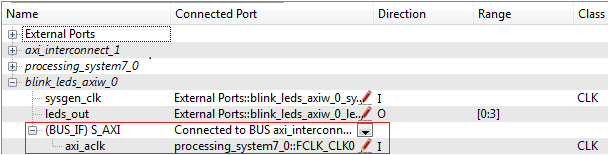 Name Connected Port Direction Range Class
External Ports
axi_interconnect_1
processing_system7_0
blink_leds_axiw_0
sysgen_clk External Ports::blink_leds_axiw_0_sy... I CLK
leds_out External Ports::blink_leds_axiw_0_le... O [0:3]
(BUS_IF) S_AXI Connected to BUS axi_interconn...
axi_aclk processing_system7_0::FCLK_CLK0 I CLK